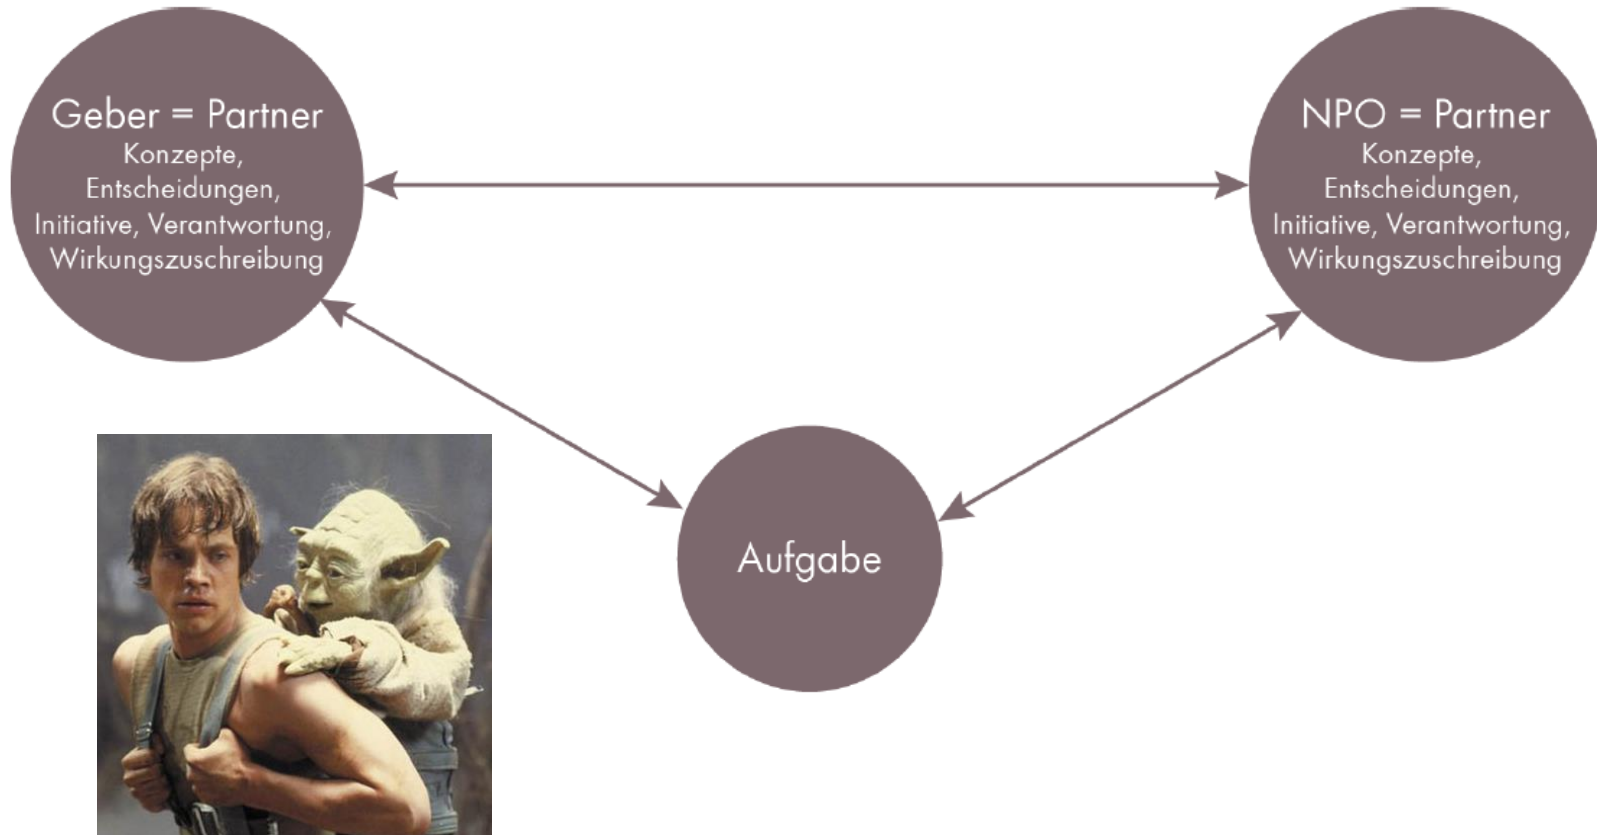 Geber = Partner
Konzepte,
Entscheidungen,
Initiative, Verantwortung,
Wirkungszuschreibung
NPO = Partner
Konzepte,
Entscheidungen,
Initiative, Verantwortung,
Wirkungszuschreibung
Aufgabe